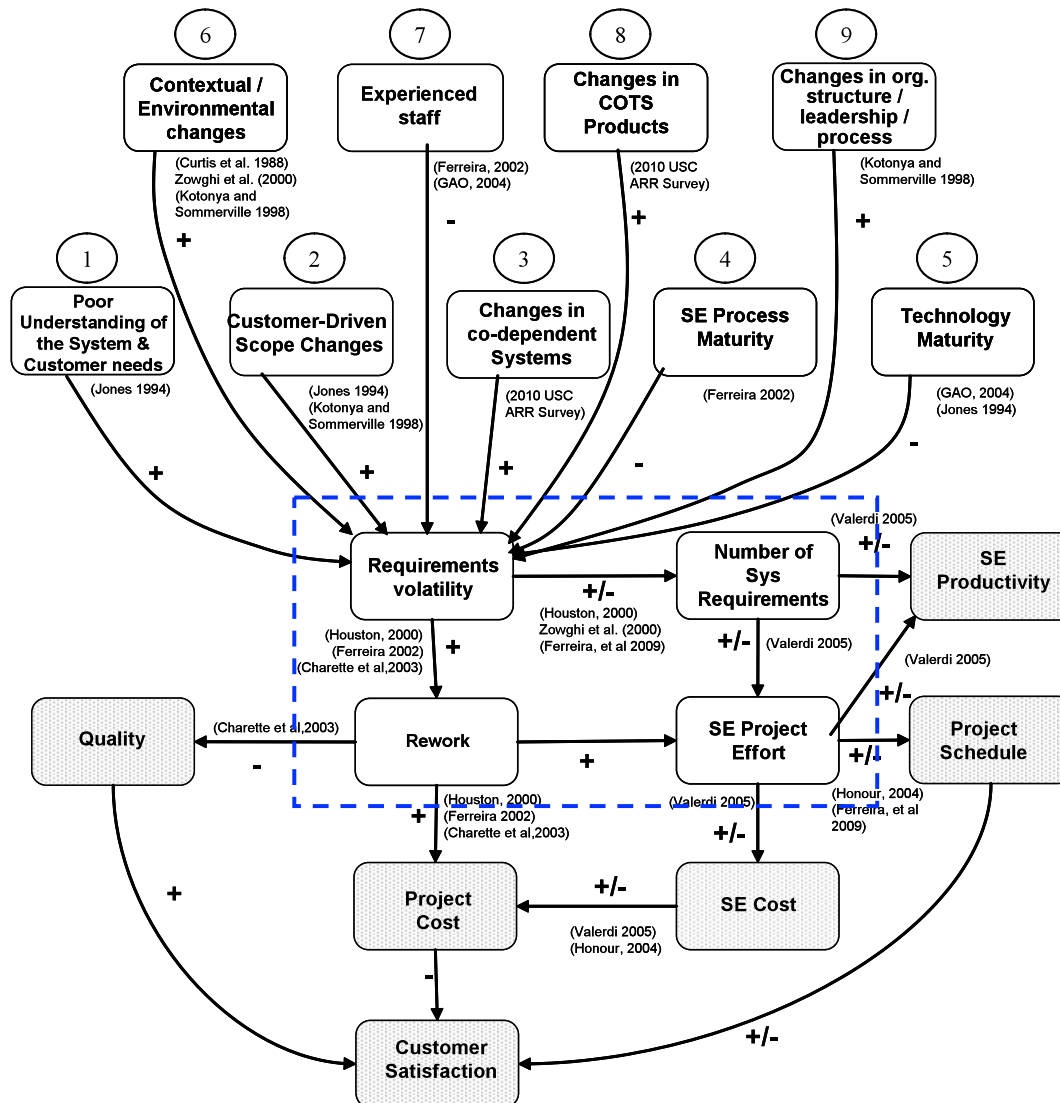 6
7
8
9
Contextual /
Environmental
changes
Experienced
staff
Changes in
COTS
Products
Changes in org.
structure /
leadership /
process
(Curtis et al. 1988)
Zowghi et al. (2000)
(Kotonya and
Sommerville 1998)
(Ferreira, 2002)
(GAO, 2004)
(2010 USC
ARR Survey)
(Kotonya and
Sommerville 1998)
+
-
+
+
1
2
3
4
5
Poor
Understanding of
the System &
Customer needs
Customer-Driven
Scope Changes
Changes in
co-dependent
Systems
SE Process
Maturity
Technology
Maturity
(Jones 1994)
(Jones 1994)
(Kotonya and
Sommerville 1998)
(2010 USC
ARR Survey)
(Ferreira 2002)
(GAO, 2004)
(Jones 1994)
+
+
+
-
-
Requirements
volatility
+/-
(Houston, 2000)
Zowghi et al. (2000)
(Ferreira, et al 2009)
Number of
Sys
Requirements
(Valerdi 2005)
+/-
SE
Productivity
(Houston, 2000)
(Ferreira 2002)
(Charette et al,2003)
+
+/-
(Valerdi 2005)
(Valerdi 2005)
+/-
Quality
(Charette et al,2003)
-
Rework
+
SE Project
Effort
+/-
Project
Schedule
(Houston, 2000)
(Ferreira 2002)
(Charette et al,2003)
+
(Valerdi 2005)
+/-
(Honour, 2004)
(Ferreira, et al
2009)
+
Project
Cost
+/-
(Valerdi 2005)
(Honour, 2004)
SE Cost
-
+/-
Customer
Satisfaction